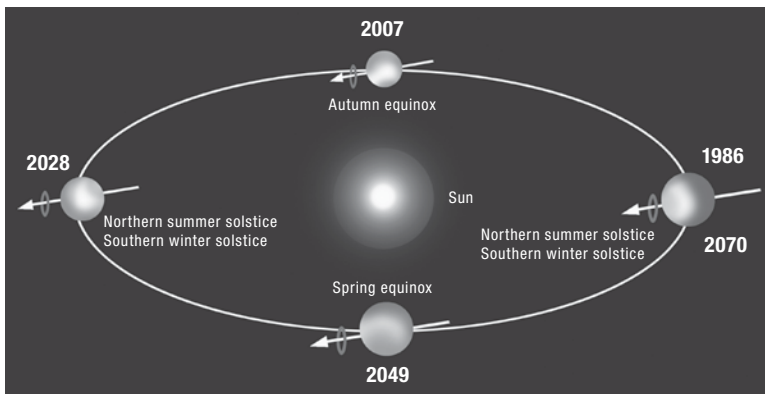 2007
Autumn equinox
2028
1986
Sun
Northern summer solstice
Southern winter solstice
Northern summer solstice
Southern winter solstice
2070
Spring equinox
2049